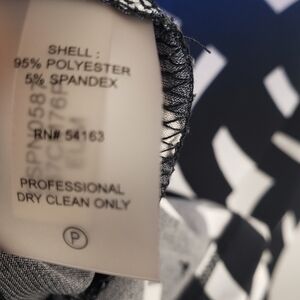 SHELL :
95% POLYESTER
5% SPANDEX
RN# 54163
PROFESSIONAL
DRY CLEAN ONLY
P